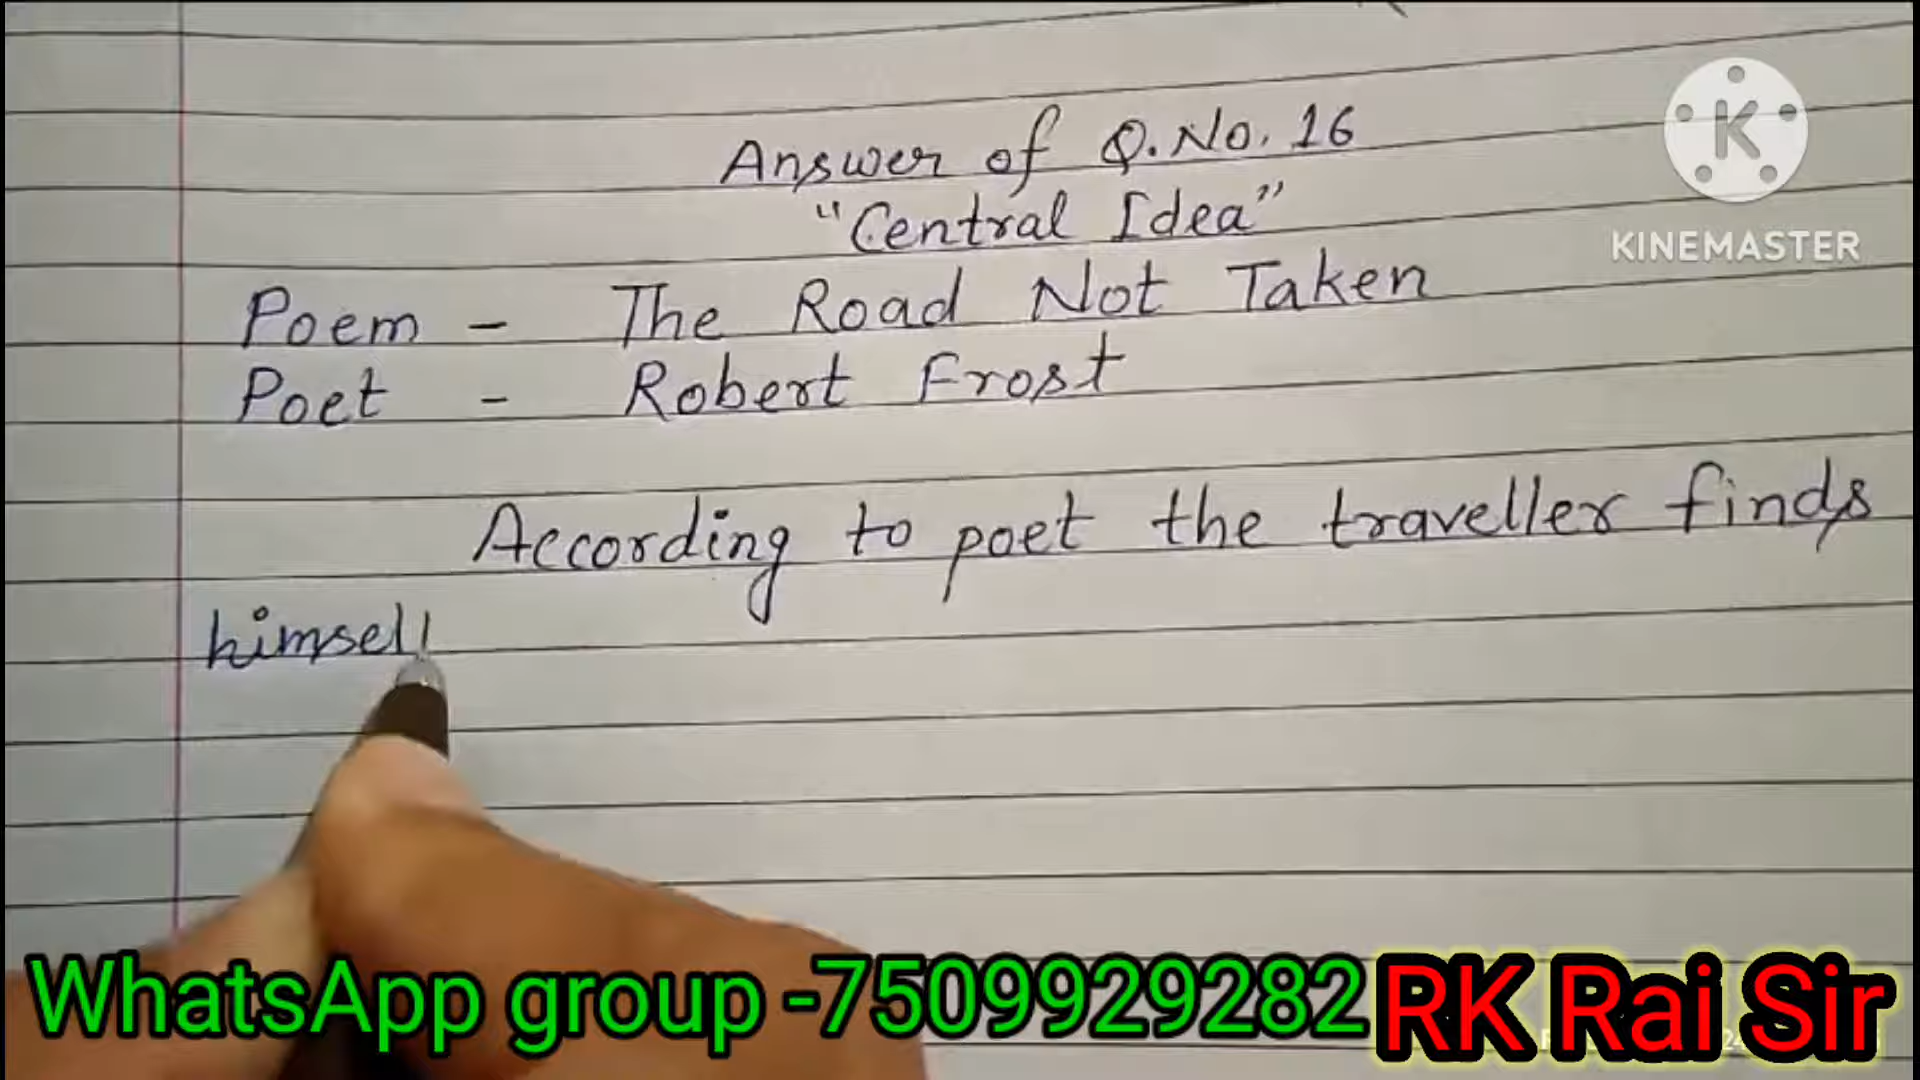 Answer of Q.No. 16
"Central Idea"
KINEMASTER
Poem - The Road Not Taken
Poet - Robert Frost
According to poet the traveller finds
himsel
WhatsApp group -7509929282 RK Rai Sir